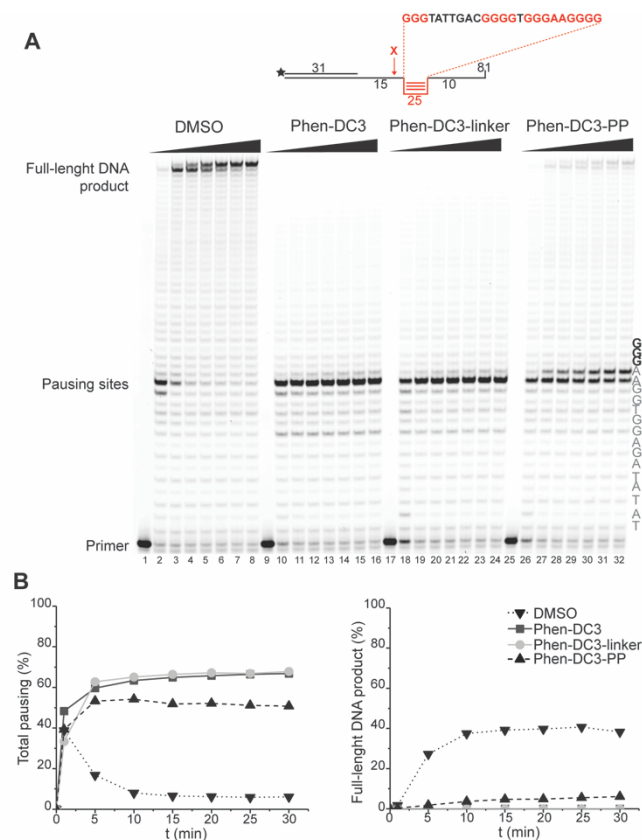 A
GGGTATTGACGGGGTGGGAAGGGG
X
31
15
10
81
25
DMSO
Phen-DC3
Phen-DC3-linker
Phen-DC3-PP
Full-lenght DNA
product
Pausing sites
G
G
G
A
A
G
G
T
G
G
A
G
A
T
A
T
A
T
Primer
1 2 3 4 5 6 7 8 9 10 11 12 13 14 15 16 17 18 19 20 21 22 23 24 25 26 27 28 29 30 31 32
B
Total pausing (%)
100
80
60
40
20
0
0 5 10 15 20 25 30
t (min)
Full-lenght DNA product (%)
100
80
60
40
20
0
0 5 10 15 20 25 30
t (min)
DMSO
Phen-DC3
Phen-DC3-linker
Phen-DC3-PP